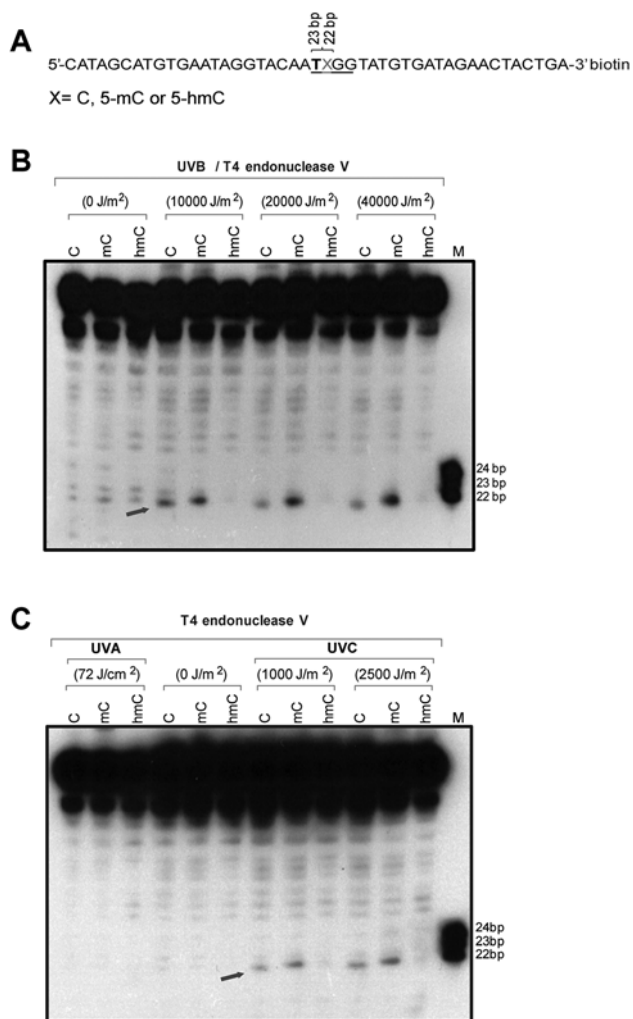 A
23 bp
22 bp
5'-CATAGCATGTGAATAGGTACAATXGGTATGTGATAGAACTACTGA-3' biotin
X= C, 5-mC or 5-hmC
B
UVB / T4 endonuclease V
(0 J/m²) (10000 J/m²) (20000 J/m²) (40000 J/m²)
C mC hmC C mC hmC C mC hmC C mC hmC M
24 bp
23 bp
22 bp
C
T4 endonuclease V
UVA UVC
(72 J/cm²) (0 J/m²) (1000 J/m²) (2500 J/m²)
C mC hmC C mC hmC C mC hmC C mC hmC M
24bp
23bp
22bp